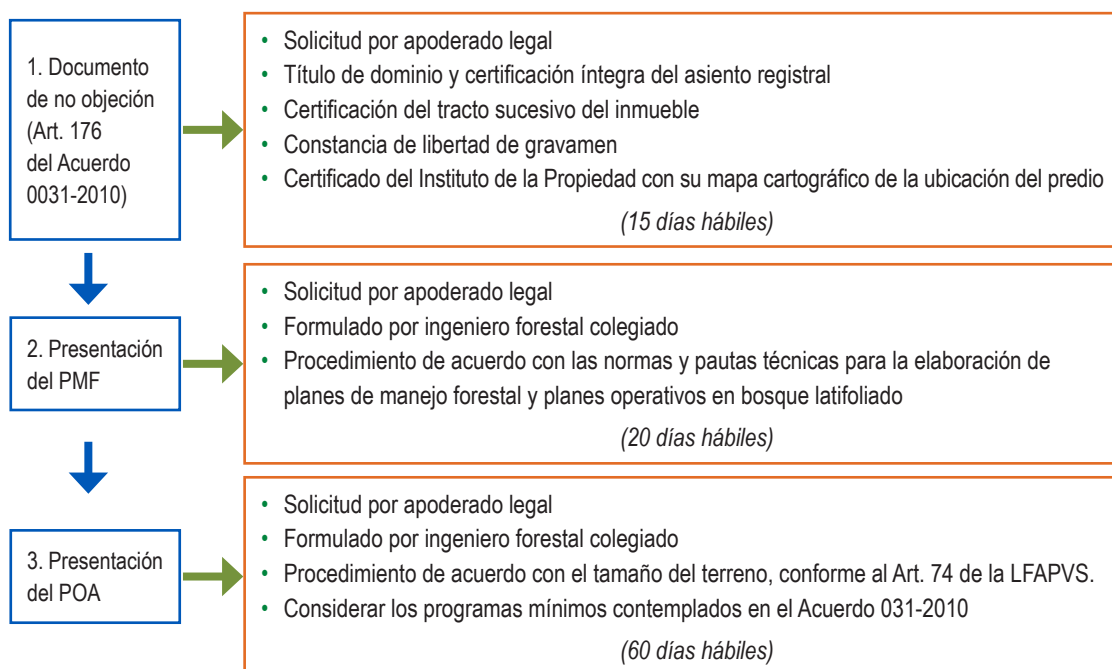 1. Documento
de no objeción
(Art. 176
del Acuerdo
0031-2010)
• Solicitud por apoderado legal
• Título de dominio y certificación íntegra del asiento registral
• Certificación del tracto sucesivo del inmueble
• Constancia de libertad de gravamen
• Certificado del Instituto de la Propiedad con su mapa cartográfico de la ubicación del predio
(15 días hábiles)
2. Presentación
del PMF
• Solicitud por apoderado legal
• Formulado por ingeniero forestal colegiado
• Procedimiento de acuerdo con las normas y pautas técnicas para la elaboración de
planes de manejo forestal y planes operativos en bosque latifoliado
(20 días hábiles)
3. Presentación
del POA
• Solicitud por apoderado legal
• Formulado por ingeniero forestal colegiado
• Procedimiento de acuerdo con el tamaño del terreno, conforme al Art. 74 de la LFAPVS.
• Considerar los programas mínimos contemplados en el Acuerdo 031-2010
(60 días hábiles)